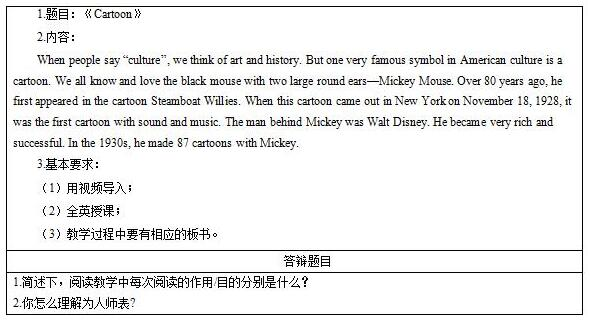 1.题目：《Cartoon》
2.内容：
When people say “culture”, we think of art and history. But one very famous symbol in American culture is a
cartoon. We all know and love the black mouse with two large round ears—Mickey Mouse. Over 80 years ago, he
first appeared in the cartoon Steamboat Willies. When this cartoon came out in New York on November 18, 1928, it
was the first cartoon with sound and music. The man behind Mickey was Walt Disney. He became very rich and
successful. In the 1930s, he made 87 cartoons with Mickey.
3.基本要求：
（1）用视频导入；
（2）全英授课；
（3）教学过程中要有相应的板书。
答辩题目
1.简述下，阅读教学中每次阅读的作用/目的分别是什么？
2.你怎么理解为人师表?